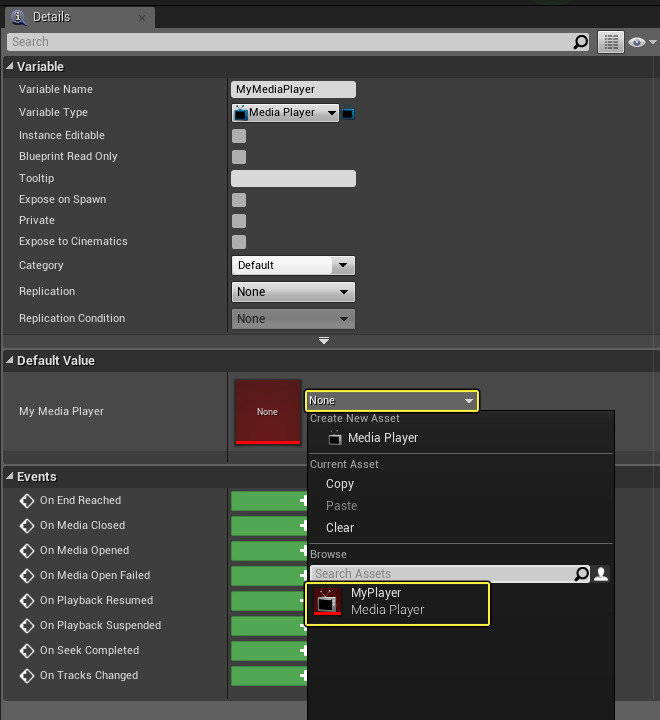 Details
Search
Variable
Variable Name MyMediaPlayer
Variable Type Media Player
Instance Editable
Blueprint Read Only
Tooltip
Expose on Spawn
Private
Expose to Cinematics
Category Default
Replication None
Replication Condition None
Default Value
My Media Player None None
Create New Asset
Media Player
Current Asset
Copy
Paste
Clear
Browse
Search Assets
MyPlayer
Media Player
Events
On End Reached
On Media Closed
On Media Opened
On Media Open Failed
On Playback Resumed
On Playback Suspended
On Seek Completed
On Tracks Changed